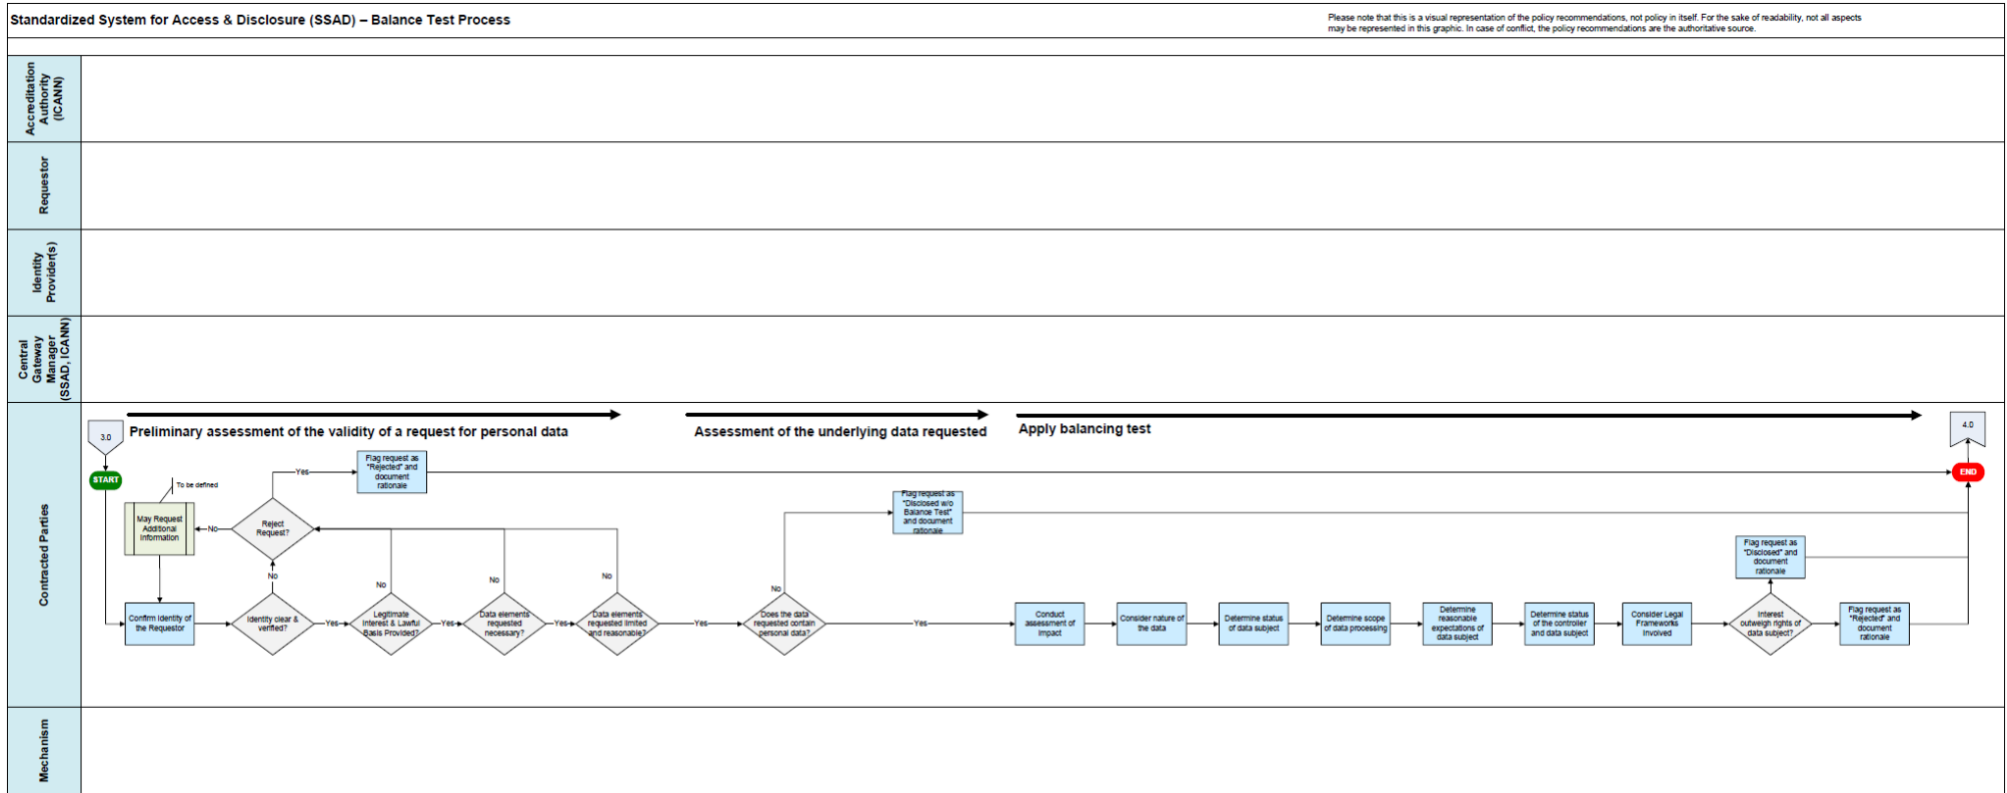 Standardized System for Access & Disclosure (SSAD) – Balance Test Process
Please note that this is a visual representation of the policy recommendations, not policy in itself. For the sake of readability, not all aspects
may be represented in this graphic. In case of conflict, the policy recommendations are the authoritative source.
Accreditation
Authority
(ICANN)
Requestor
Identity
Provider(s)
Central
Gateway
Manager
(SSAD, ICANN)
Contracted Parties
Mechanism
3.0
Preliminary assessment of the validity of a request for personal data
Assessment of the underlying data requested
Apply balancing test
4.0
START
To be defined
May Request
Additional
Information
No
Reject
Request?
Yes
Flag request as
"Rejected" and
document
rationale
END
Confirm Identity of
the Requestor
No
Identity clear &
verified?
Yes
No
Legitimate
Interest & Lawful
Basis Provided?
Yes
No
Data elements
requested
necessary?
Yes
No
Data elements
requested limited
and reasonable?
Yes
No
Does the data
requested contain
personal data?
Flag request as
"Disclosed w/o
Balance Test"
and document
rationale
Yes
Conduct
assessment of
impact
Consider nature of
the data
Determine status
of data subject
Determine scope
of data processing
Determine
reasonable
expectations of
data subject
Determine status
of the controller
and data subject
Consider Legal
Frameworks
Involved
Interest
outweigh rights of
data subject?
Flag request as
"Disclosed" and
document
rationale
Flag request as
"Rejected" and
document
rationale